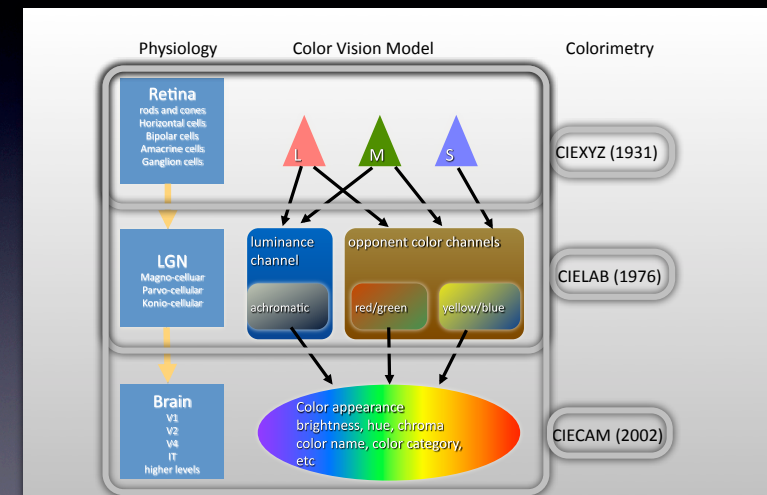 Physiology
Color Vision Model
Colorimetry
Retina
rods and cones
Horizontal cells
Bipolar cells
Amacrine cells
Ganglion cells
L
M
S
CIEXYZ (1931)
LGN
Magno-celluar
Parvo-cellular
Konio-cellular
luminance
channel
achromatic
opponent color channels
red/green
yellow/blue
CIELAB (1976)
Brain
V1
V2
V4
IT
higher levels
Color appearance
brightness, hue, chroma
color name, color category,
etc
CIECAM (2002)